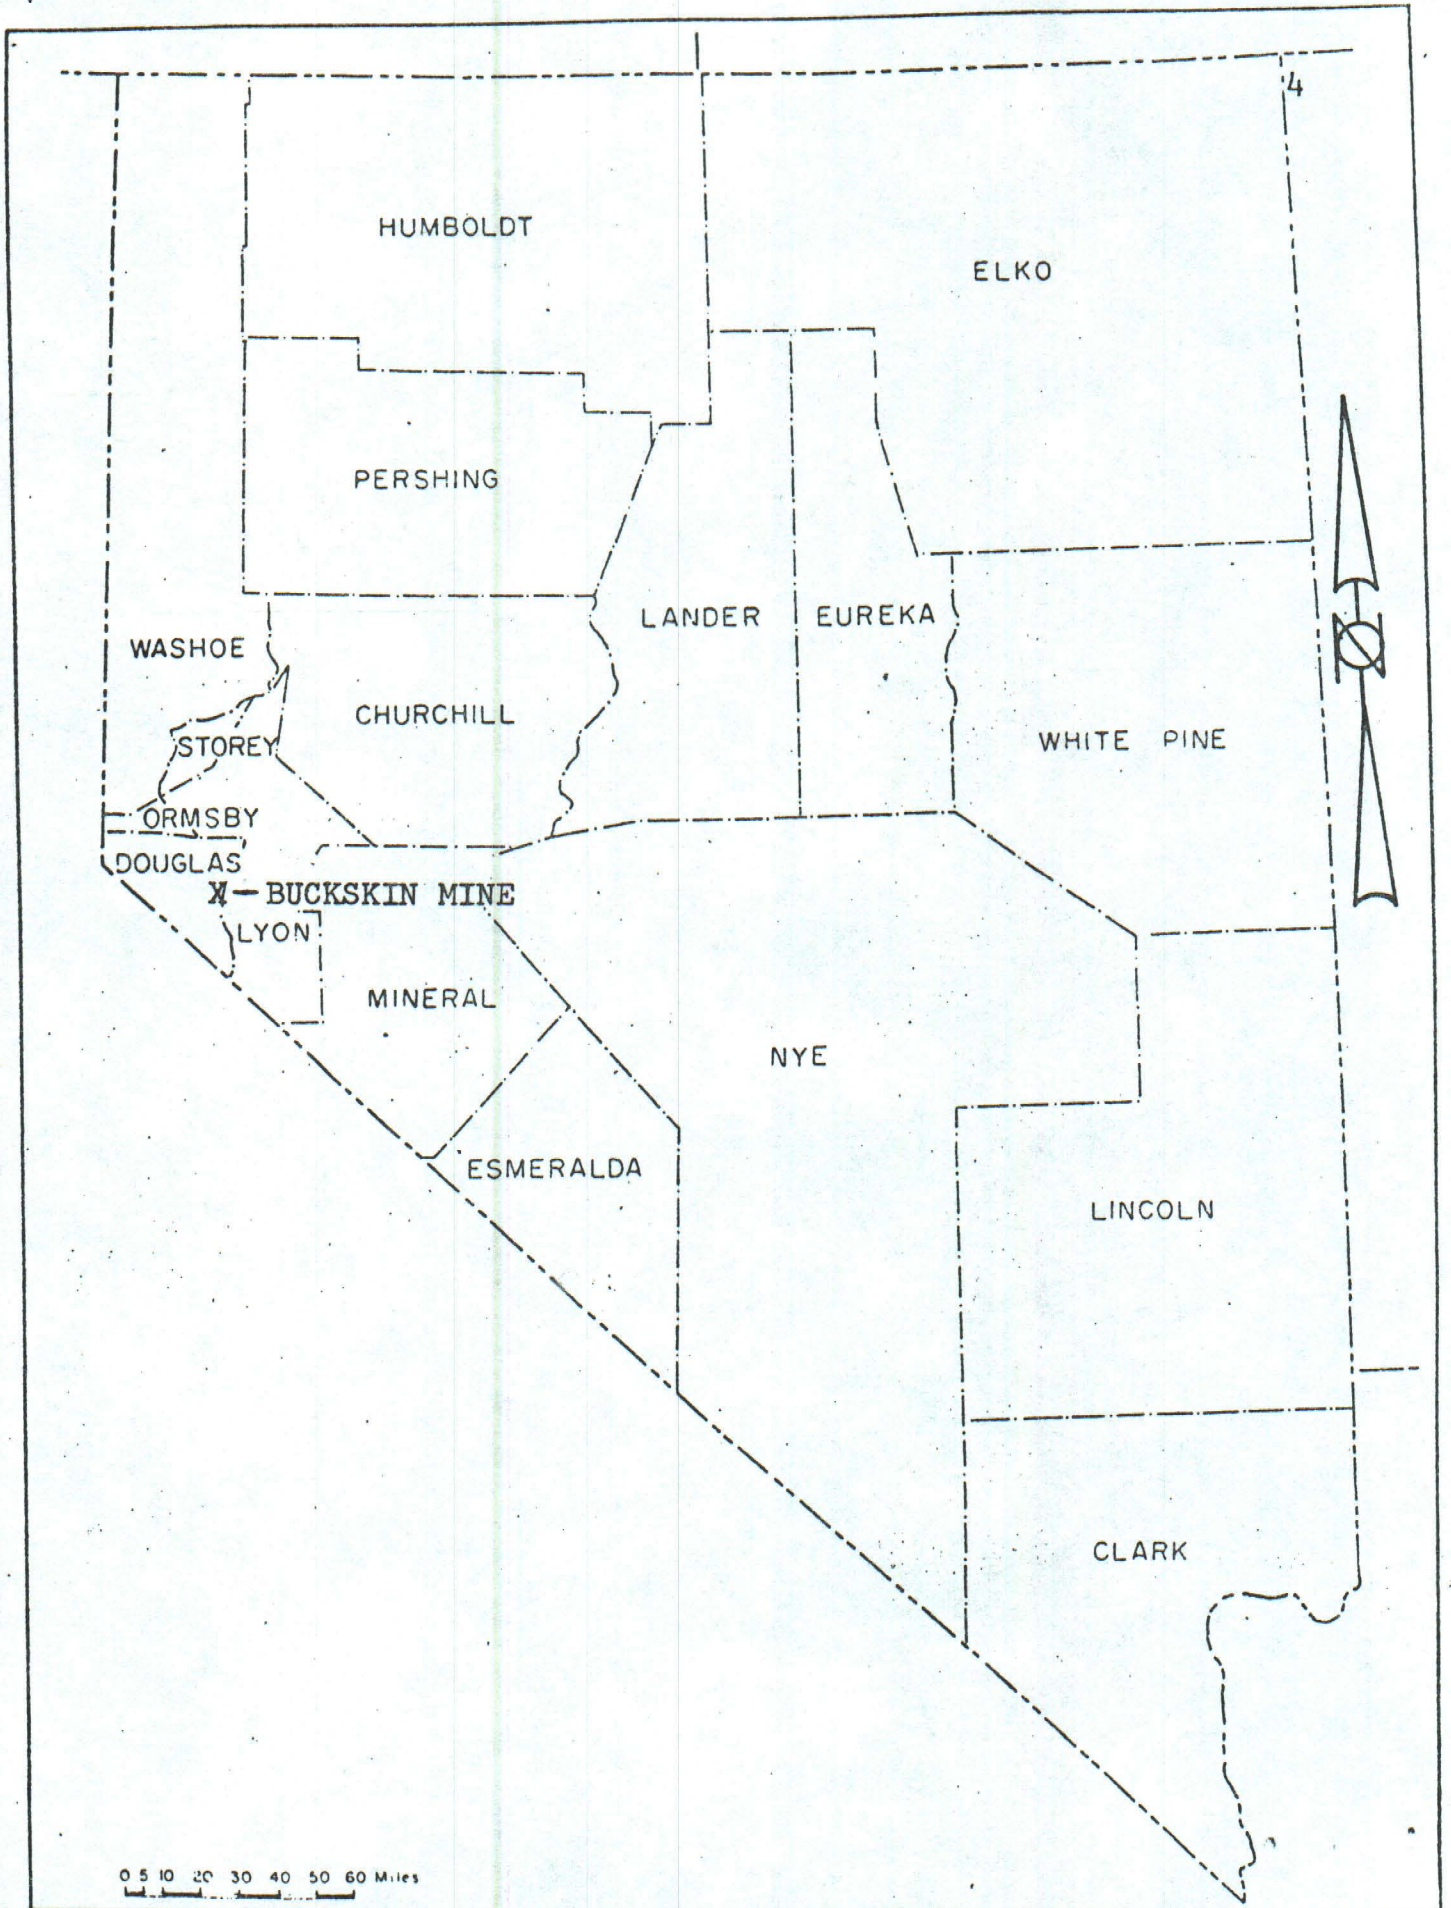 4
HUMBOLDT
ELKO
PERSHING
LANDER
EUREKA
WASHOE
CHURCHILL
STOREY
WHITE PINE
ORMSBY
DOUGLAS
X-BUCKSKIN MINE
LYON
MINERAL
NYE
ESMERALDA
LINCOLN
CLARK
0 5 10 20 30 40 50 60 Miles
N